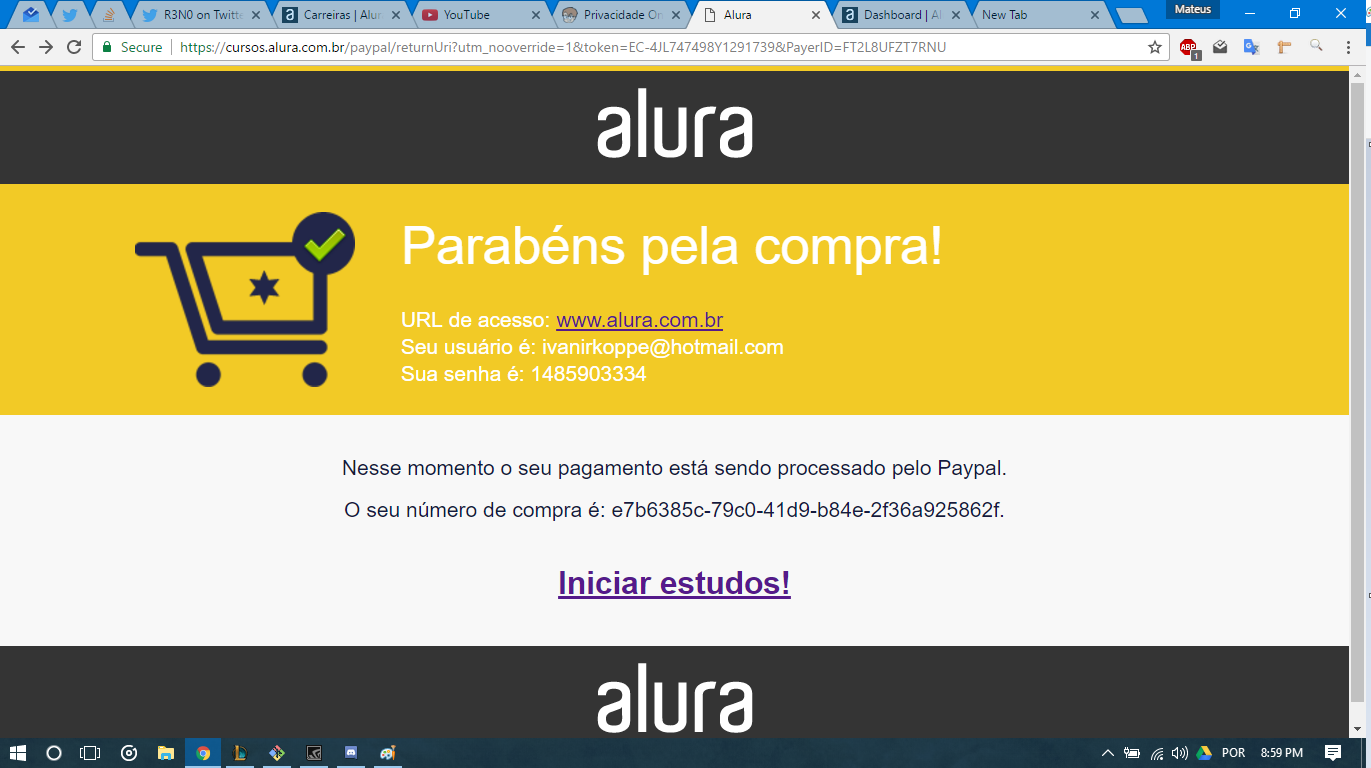 Mateus
R3N0 on Twitte
Carreiras | Alur
YouTube
Privacidade On
Alura
Dashboard | Al
New Tab
Secure
https://cursos.alura.com.br/paypal/returnUri?utm_nooverride=1&token=EC-4JL747498Y1291739&PayerID=FT2L8UFZT7RNU
ABP
1
alura
Parabéns pela compra!
URL de acesso: www.alura.com.br
Seu usuário é: ivanirkoppe@hotmail.com
Sua senha é: 1485903334
Nesse momento o seu pagamento está sendo processado pelo Paypal.
O seu número de compra é: e7b6385c-79c0-41d9-b84e-2f36a925862f.
Iniciar estudos!
alura
POR
8:59 PM